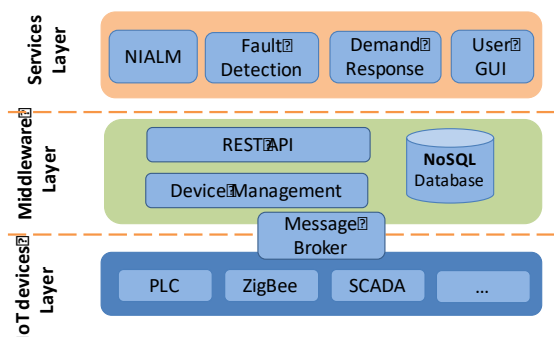 Services
Layer
NIALM
Fault
Detection
Demand
Response
User
GUI
Middleware
Layer
REST API
Device Management
NoSQL
Database
Message
Broker
IoT devices
Layer
PLC
ZigBee
SCADA
...